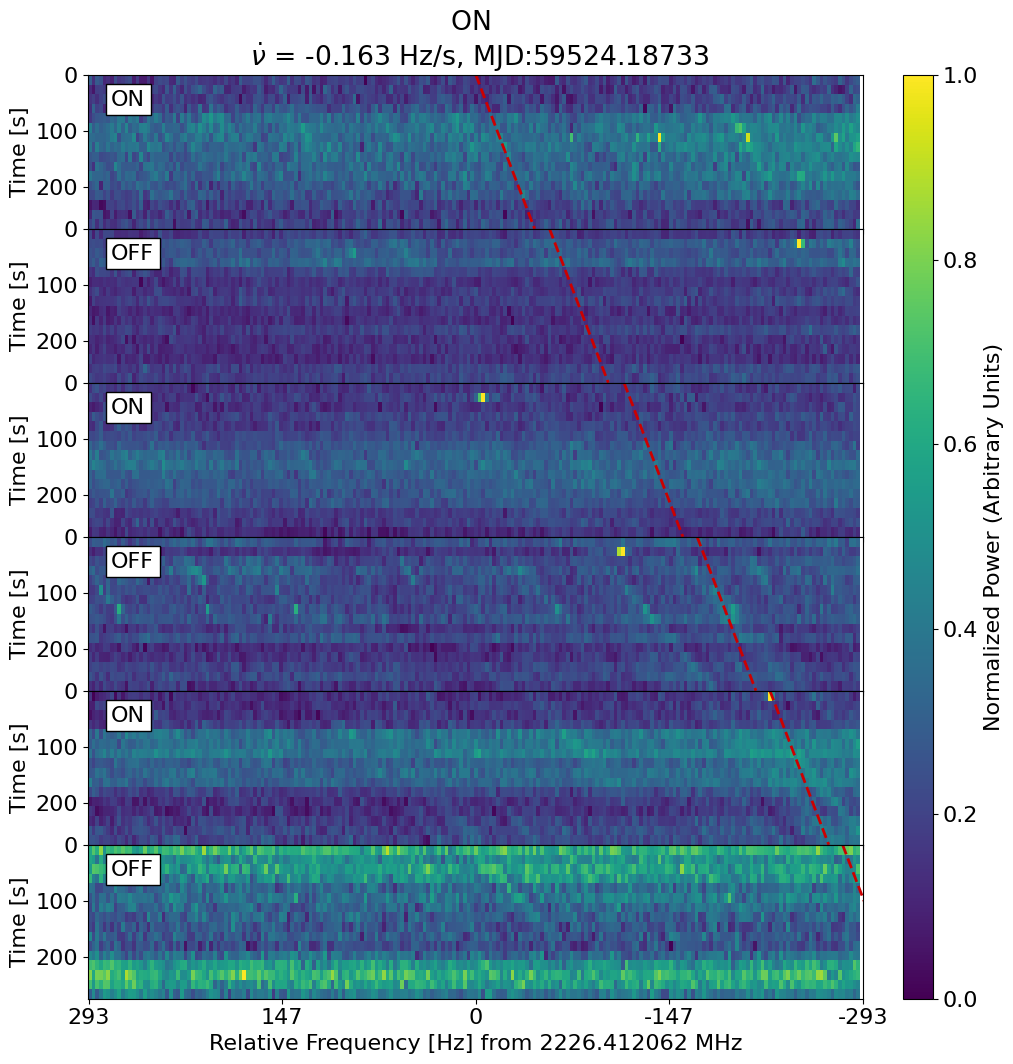 ON
ν̇ = -0.163 Hz/s, MJD:59524.18733
ON
0
100
200
Time [s]
OFF
0
100
200
Time [s]
ON
0
100
200
Time [s]
OFF
0
100
200
Time [s]
ON
0
100
200
Time [s]
OFF
0
100
200
Time [s]
293 147 0 -147 -293
Relative Frequency [Hz] from 2226.412062 MHz
1.0
0.8
0.6
0.4
0.2
0.0
Normalized Power (Arbitrary Units)